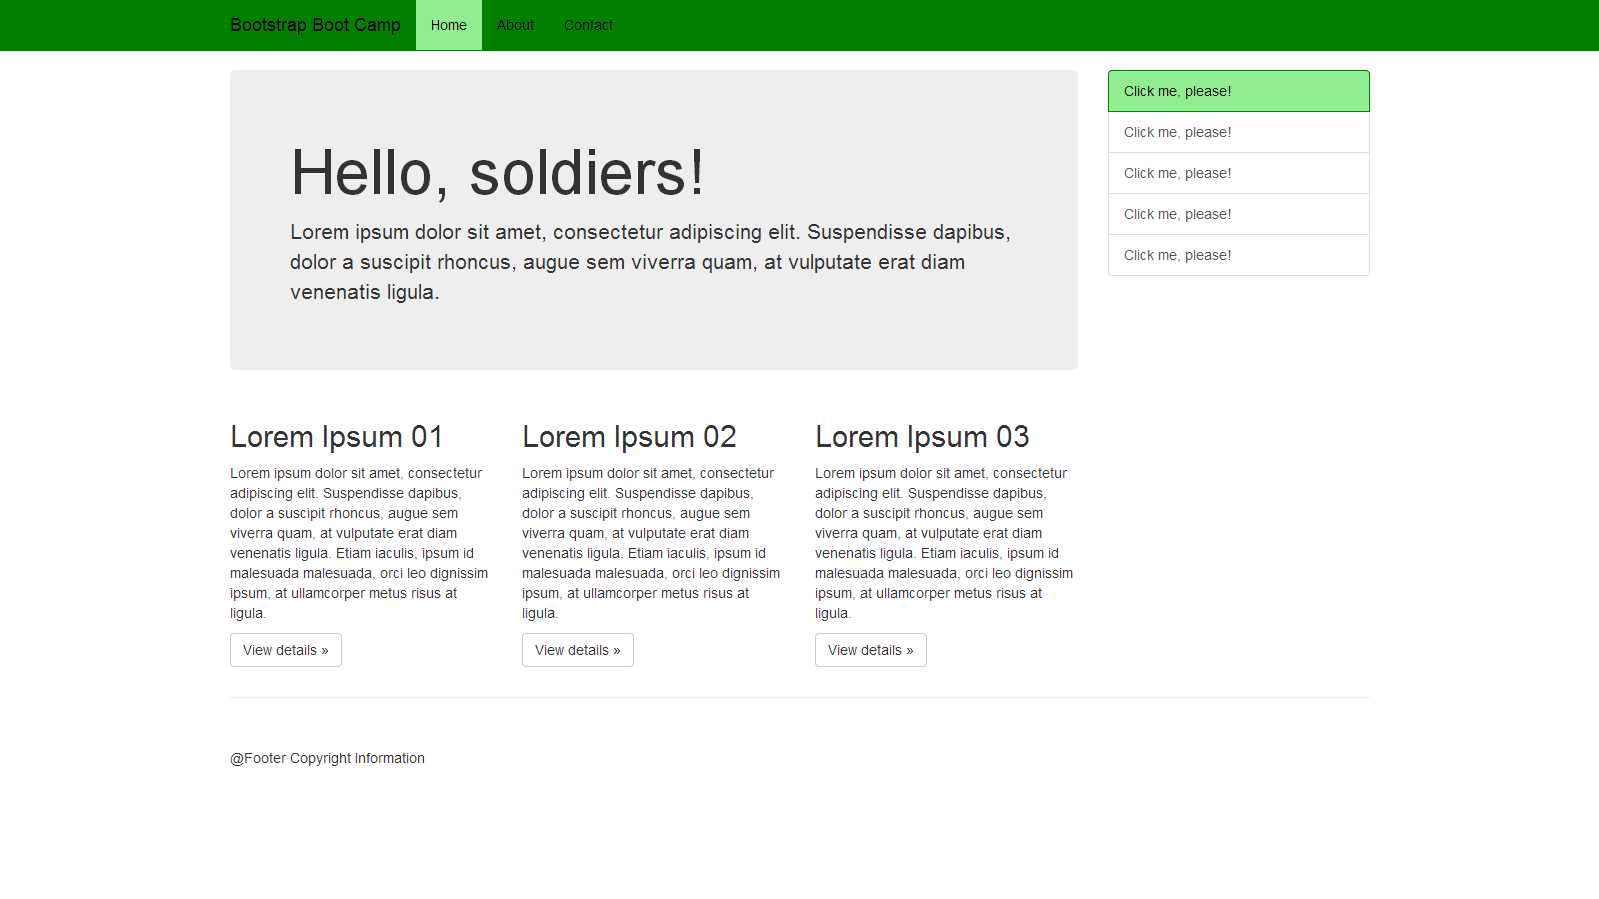 Bootstrap Boot Camp Home About Contact
Hello, soldiers!
Lorem ipsum dolor sit amet, consectetur adipiscing elit. Suspendisse dapibus,
dolor a suscipit rhoncus, augue sem viverra quam, at vulputate erat diam
venenatis ligula.
Click me, please!
Click me, please!
Click me, please!
Click me, please!
Click me, please!
Lorem Ipsum 01
Lorem ipsum dolor sit amet, consectetur
adipiscing elit. Suspendisse dapibus,
dolor a suscipit rhoncus, augue sem
viverra quam, at vulputate erat diam
venenatis ligula. Etiam iaculis, ipsum id
malesuada malesuada, orci leo dignissim
ipsum, at ullamcorper metus risus at
ligula.
View details »
Lorem Ipsum 02
Lorem ipsum dolor sit amet, consectetur
adipiscing elit. Suspendisse dapibus,
dolor a suscipit rhoncus, augue sem
viverra quam, at vulputate erat diam
venenatis ligula. Etiam iaculis, ipsum id
malesuada malesuada, orci leo dignissim
ipsum, at ullamcorper metus risus at
ligula.
View details »
Lorem Ipsum 03
Lorem ipsum dolor sit amet, consectetur
adipiscing elit. Suspendisse dapibus,
dolor a suscipit rhoncus, augue sem
viverra quam, at vulputate erat diam
venenatis ligula. Etiam iaculis, ipsum id
malesuada malesuada, orci leo dignissim
ipsum, at ullamcorper metus risus at
ligula.
View details »
@Footer Copyright Information